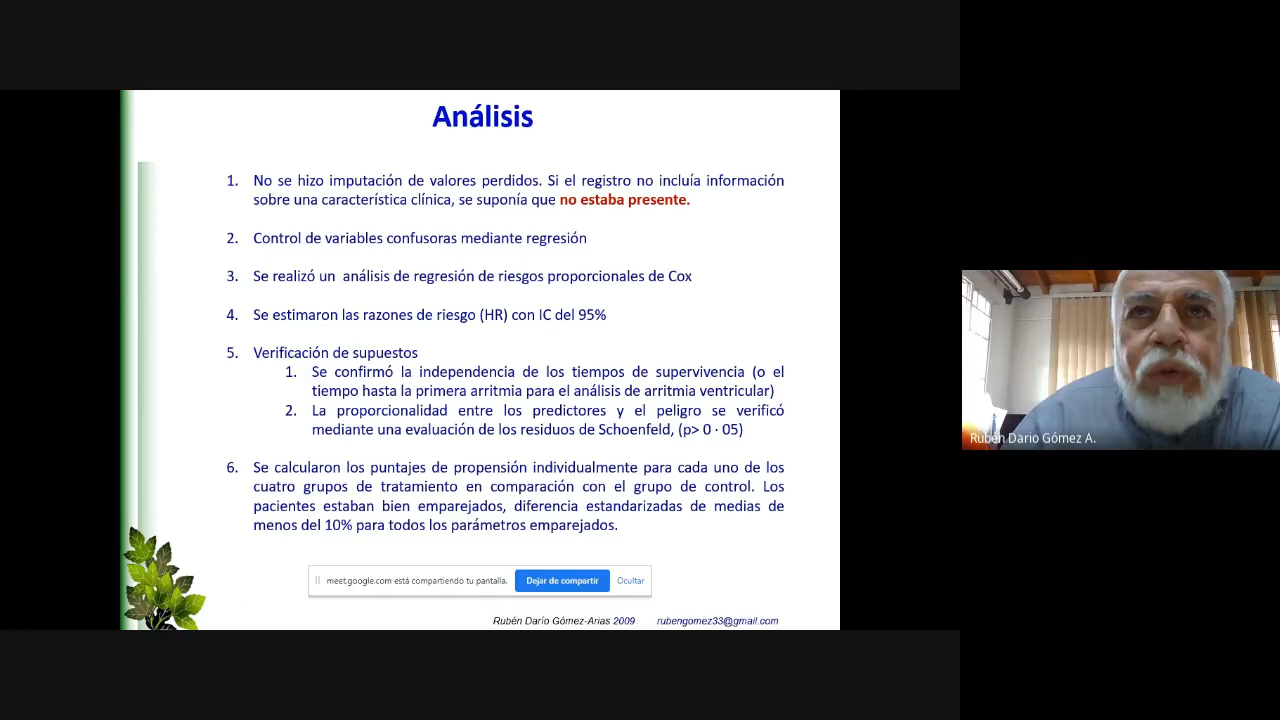 Análisis
1. No se hizo imputación de valores perdidos. Si el registro no incluía información
sobre una característica clínica, se suponía que no estaba presente.
2. Control de variables confusoras mediante regresión
3. Se realizó un análisis de regresión de riesgos proporcionales de Cox
4. Se estimaron las razones de riesgo (HR) con IC del 95%
5. Verificación de supuestos
1. Se confirmó la independencia de los tiempos de supervivencia (o el
tiempo hasta la primera arritmia para el análisis de arritmia ventricular)
2. La proporcionalidad entre los predictores y el peligro se verificó
mediante una evaluación de los residuos de Schoenfeld, (p> 0 · 05)
6. Se calcularon los puntajes de propensión individualmente para cada uno de los
cuatro grupos de tratamiento en comparación con el grupo de control. Los
pacientes estaban bien emparejados, diferencia estandarizadas de medias de
menos del 10% para todos los parámetros emparejados.
meet.google.com está compartiendo tu pantalla. Dejar de compartir Ocultar
Rubén Darío Gómez-Arias 2009 rubengomez33@gmail.com
Rubén Dario Gómez A.